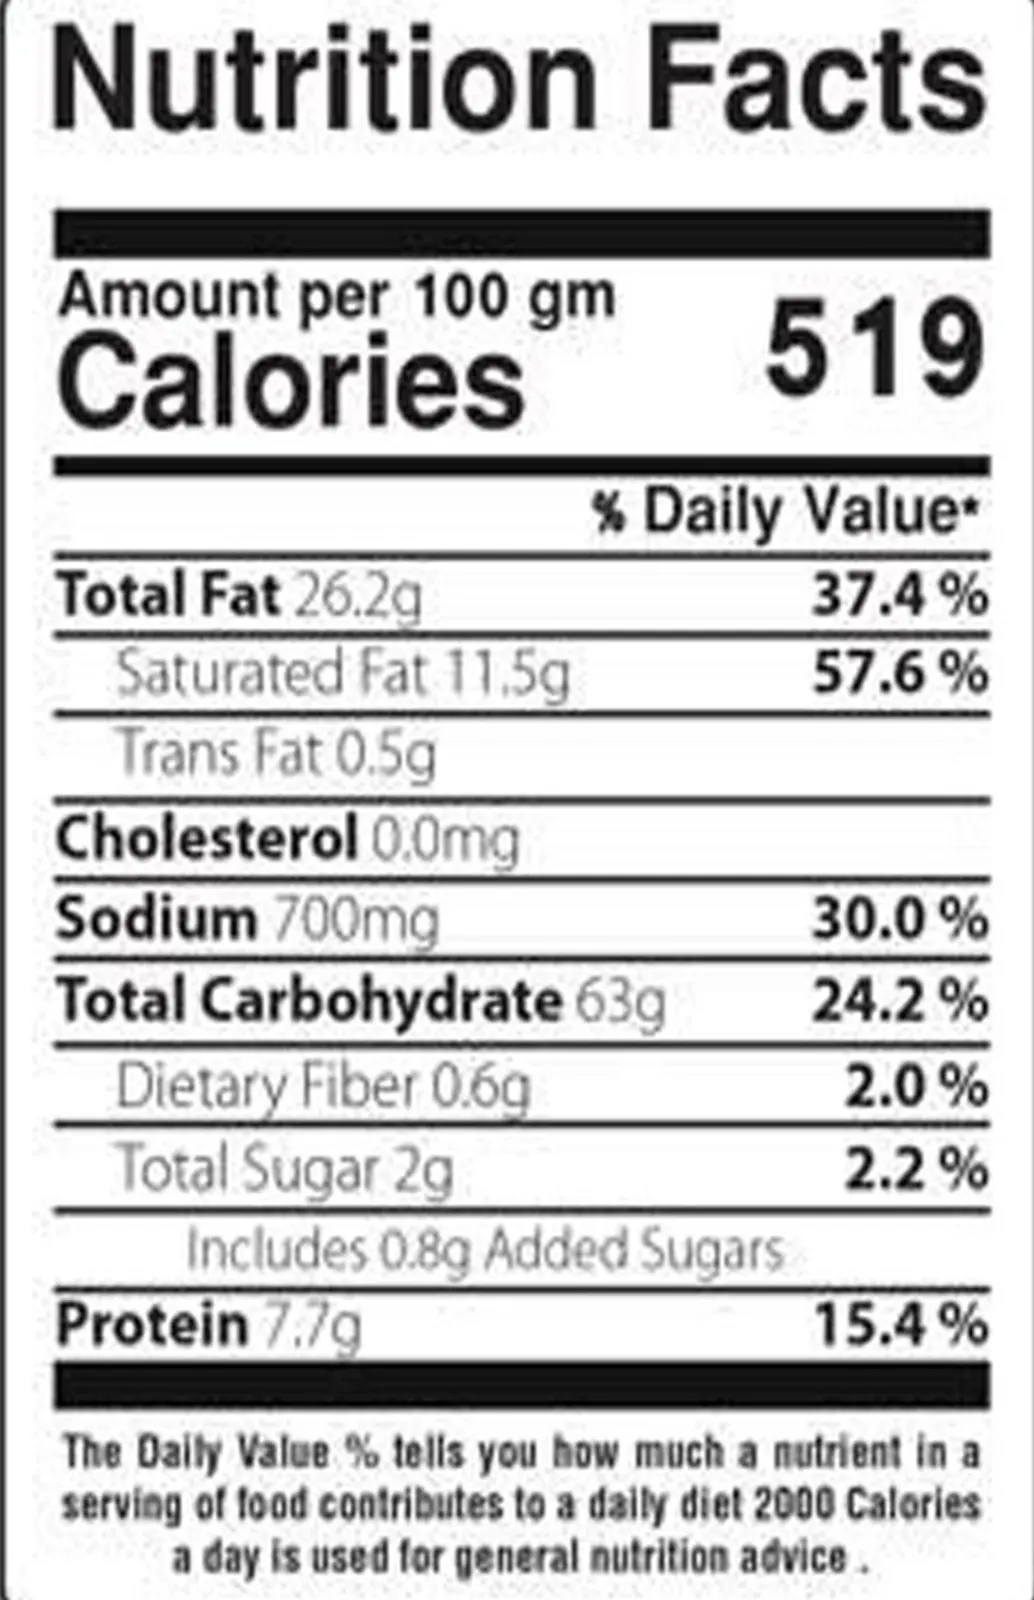 Nutrition Facts
Amount per 100 gm
Calories 519
% Daily Value*
Total Fat 26.2g 37.4 %
Saturated Fat 11.5g 57.6 %
Trans Fat 0.5g
Cholesterol 0.0mg
Sodium 700mg 30.0 %
Total Carbohydrate 63g 24.2 %
Dietary Fiber 0.6g 2.0 %
Total Sugar 2g 2.2 %
Includes 0.8g Added Sugars
Protein 7.7g 15.4 %
The Daily Value % tells you how much a nutrient in a
serving of food contributes to a daily diet 2000 Calories
a day is used for general nutrition advice .